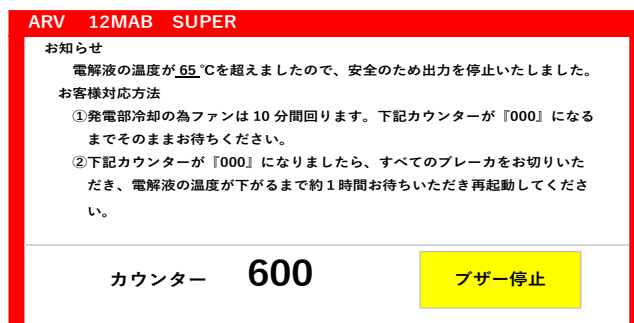 ARV 12MAB SUPER
お知らせ
電解液の温度が 65 ℃を超えましたので、安全のため出力を停止いたしました。
お客様対応方法
①発電部冷却の為ファンは 10 分間回ります。下記カウンターが『000』になる
までそのままお待ちください。
②下記カウンターが『000』になりましたら、すべてのブレーカをお切りいた
だき、電解液の温度が下がるまで約１時間お待ちいただき再起動してくださ
い。
カウンター 600 ブザー停止